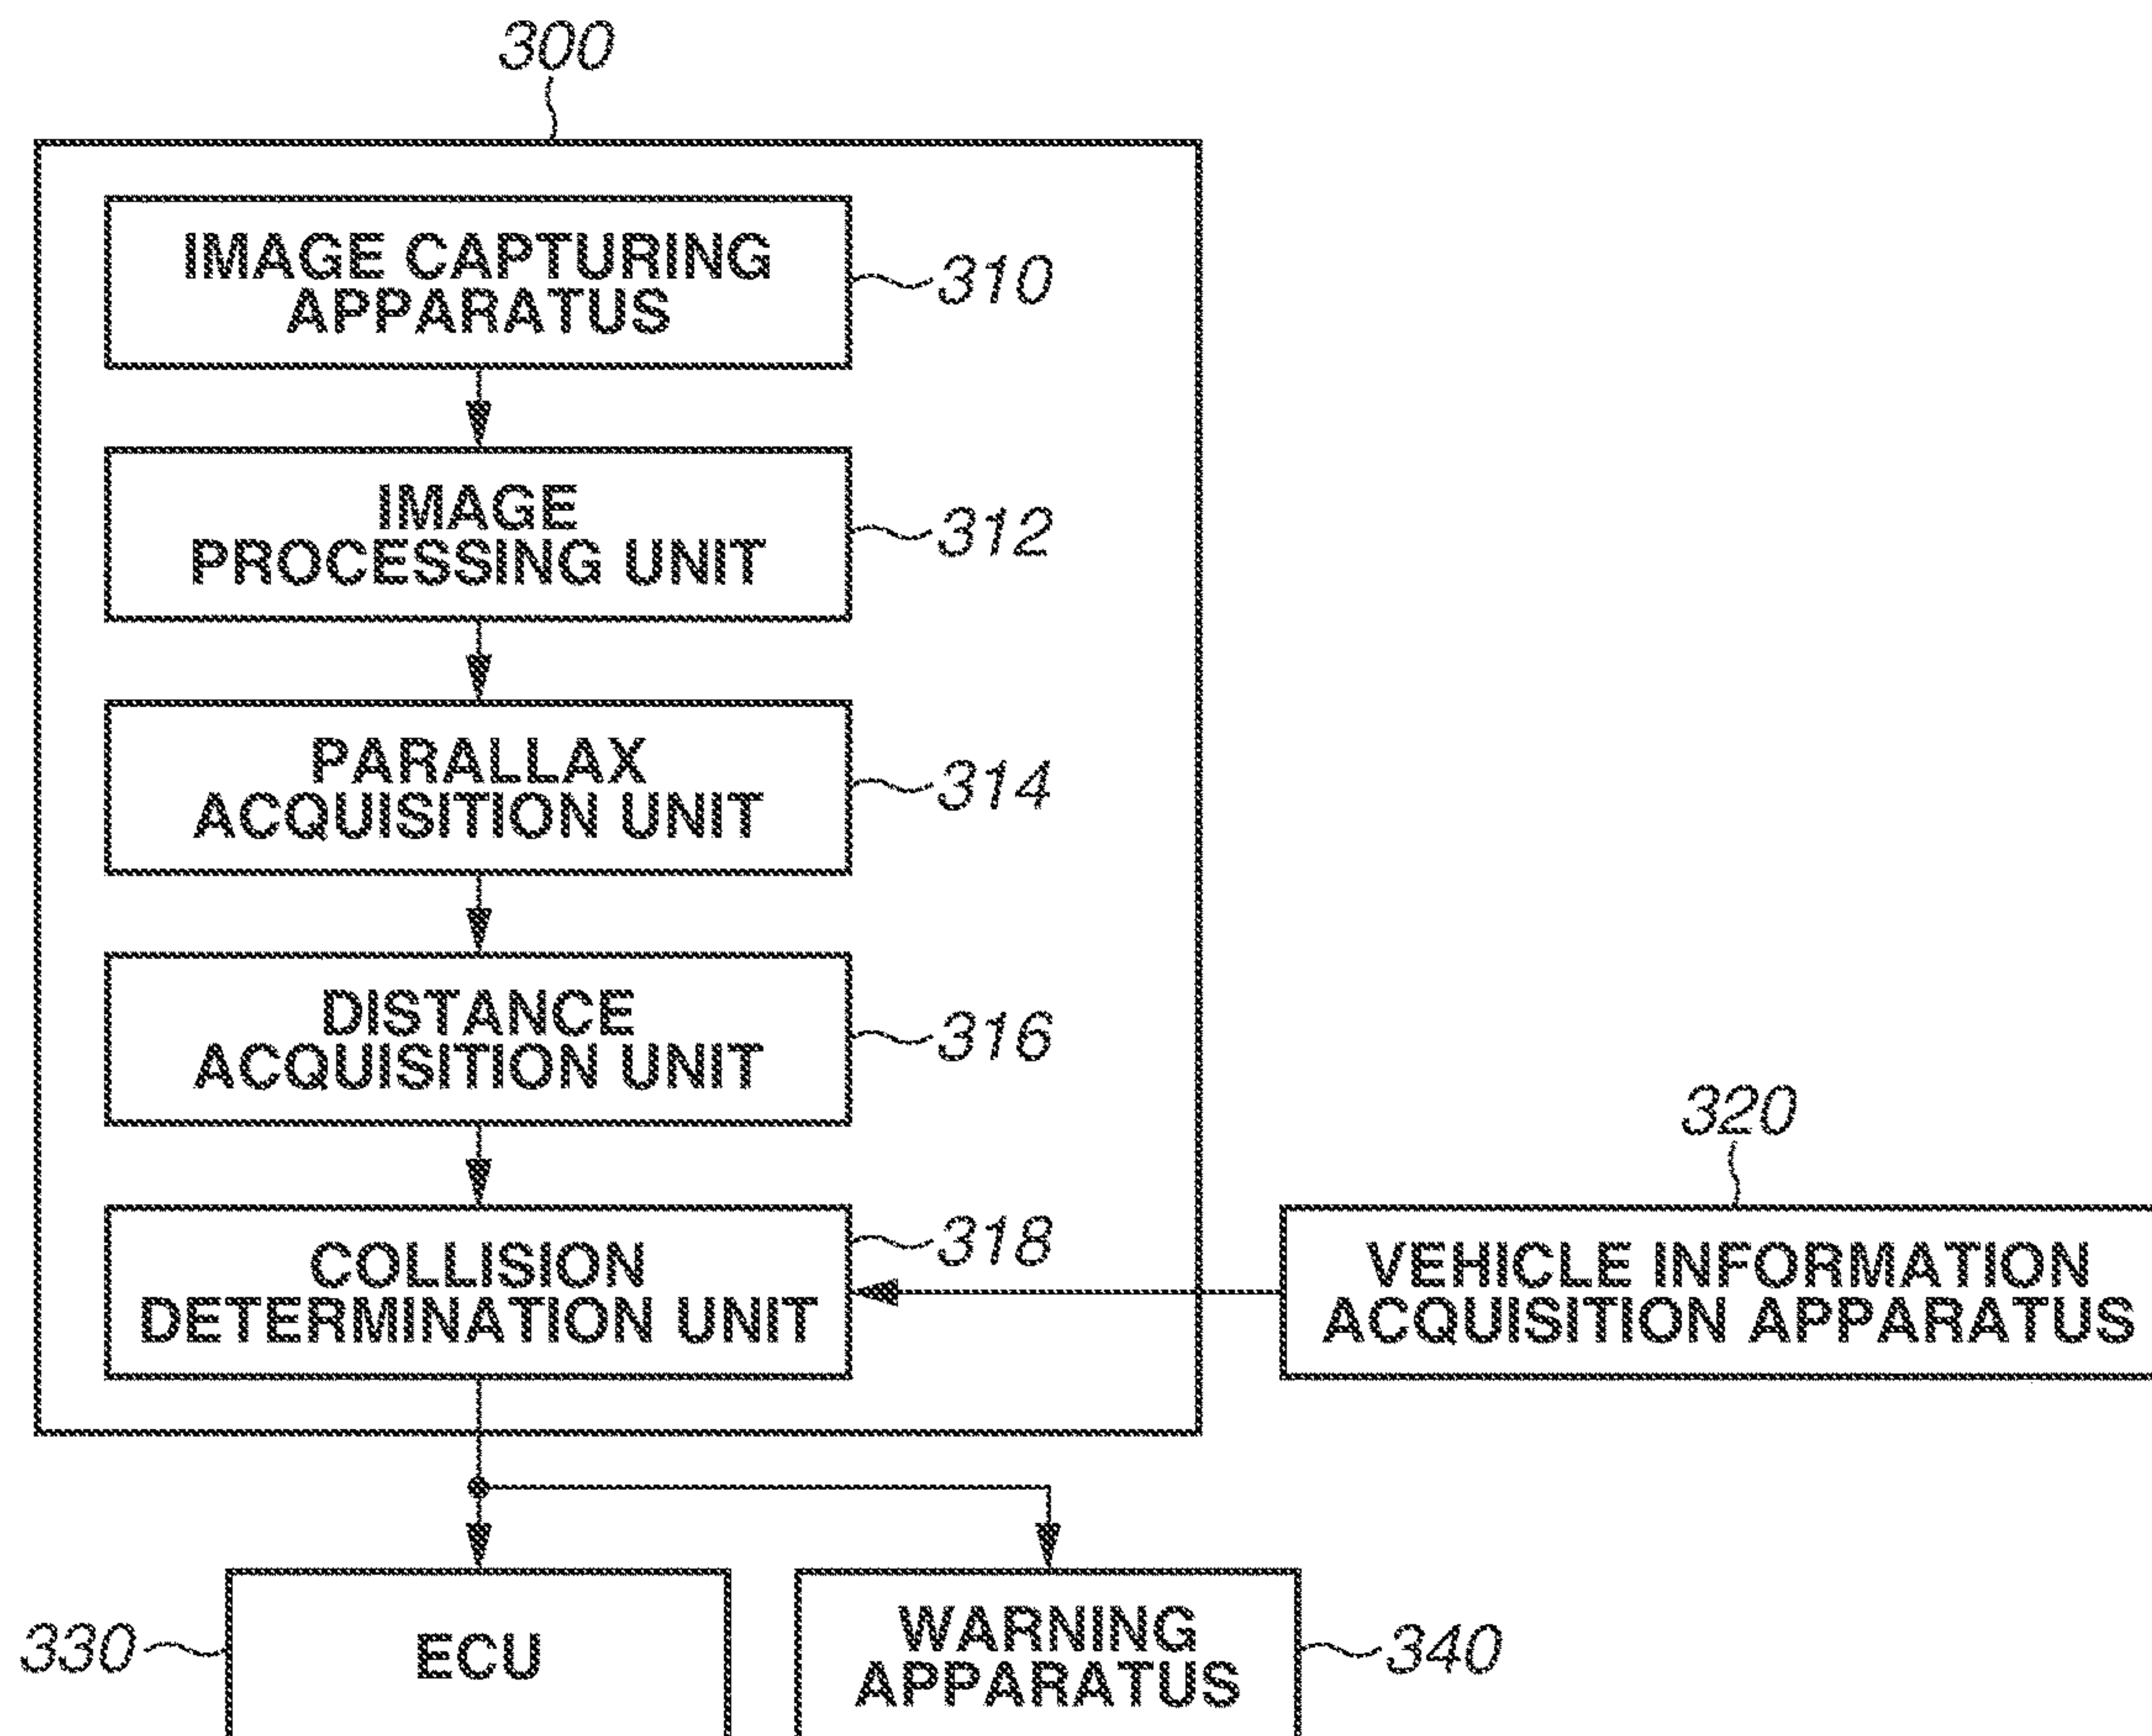 300
IMAGE CAPTURING
APPARATUS
310
IMAGE
PROCESSING UNIT
312
PARALLAX
ACQUISITION UNIT
314
DISTANCE
ACQUISITION UNIT
316
COLLISION
DETERMINATION UNIT
318
320
VEHICLE INFORMATION
ACQUISITION APPARATUS
330
ECU
WARNING
APPARATUS
340